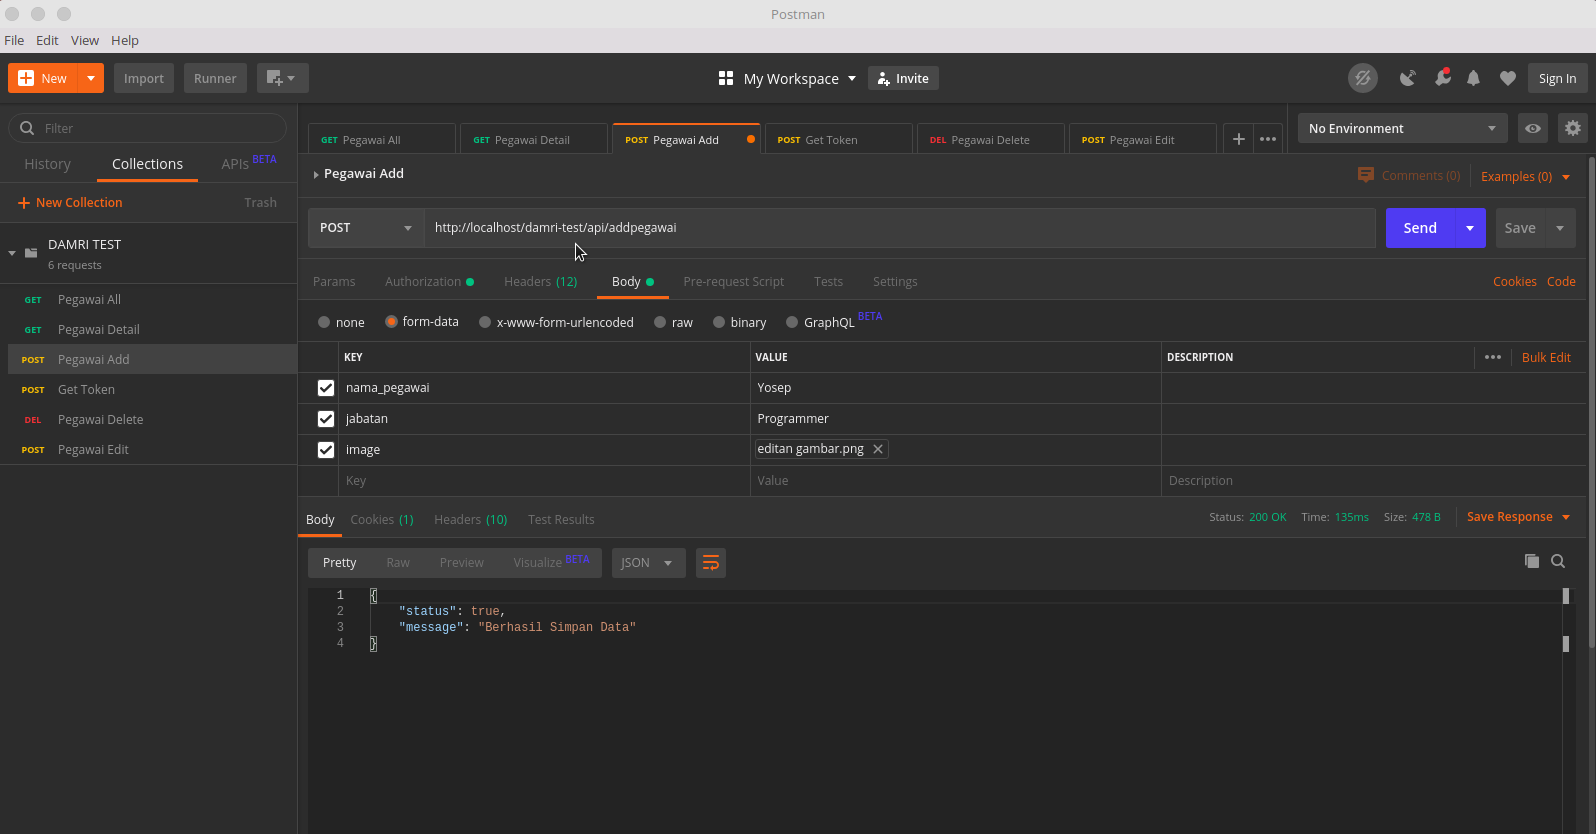 Postman
File Edit View Help
New Import Runner My Workspace Invite Sign In
Filter
History Collections APIs BETA
New Collection Trash
DAMRI TEST
6 requests
GET Pegawai All
GET Pegawai Detail
POST Pegawai Add
POST Get Token
DEL Pegawai Delete
POST Pegawai Edit
GET Pegawai All GET Pegawai Detail POST Pegawai Add POST Get Token DEL Pegawai Delete POST Pegawai Edit No Environment
Pegawai Add Comments (0) Examples (0)
POST http://localhost/damri-test/api/addpegawai Send Save
Params Authorization Headers (12) Body Pre-request Script Tests Settings Cookies Code
none form-data x-www-form-urlencoded raw binary GraphQL BETA
KEY VALUE DESCRIPTION Bulk Edit
nama_pegawai Yosep
jabatan Programmer
image editan gambar.png
Key Value Description
Body Cookies (1) Headers (10) Test Results Status: 200 OK Time: 135ms Size: 478 B Save Response
Pretty Raw Preview Visualize BETA JSON
1 {
2 "status": true,
3 "message": "Berhasil Simpan Data"
4 }